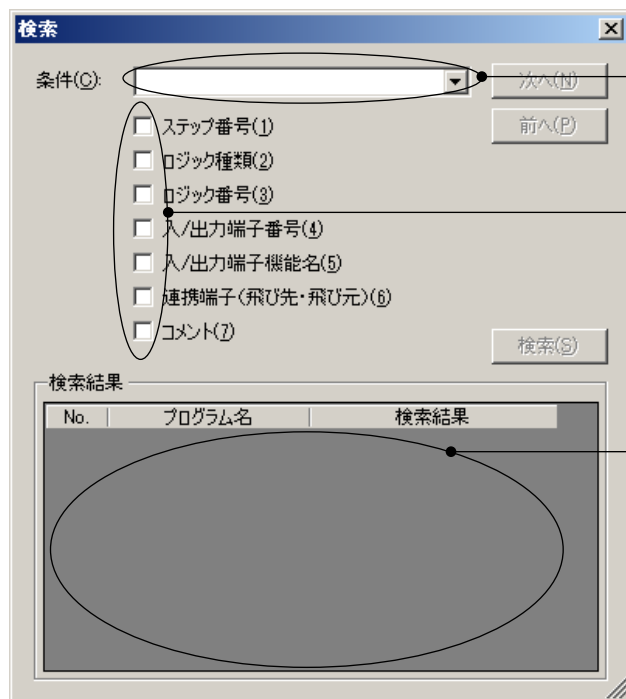 検索
条件(C): 次へ(N)
ステップ番号(1) 前へ(P)
ロジック種類(2)
ロジック番号(3)
入/出力端子番号(4)
入/出力端子機能名(5)
連携端子(飛び先・飛び元)(6)
コメント(7)
検索(S)
検索結果
No. プログラム名 検索結果